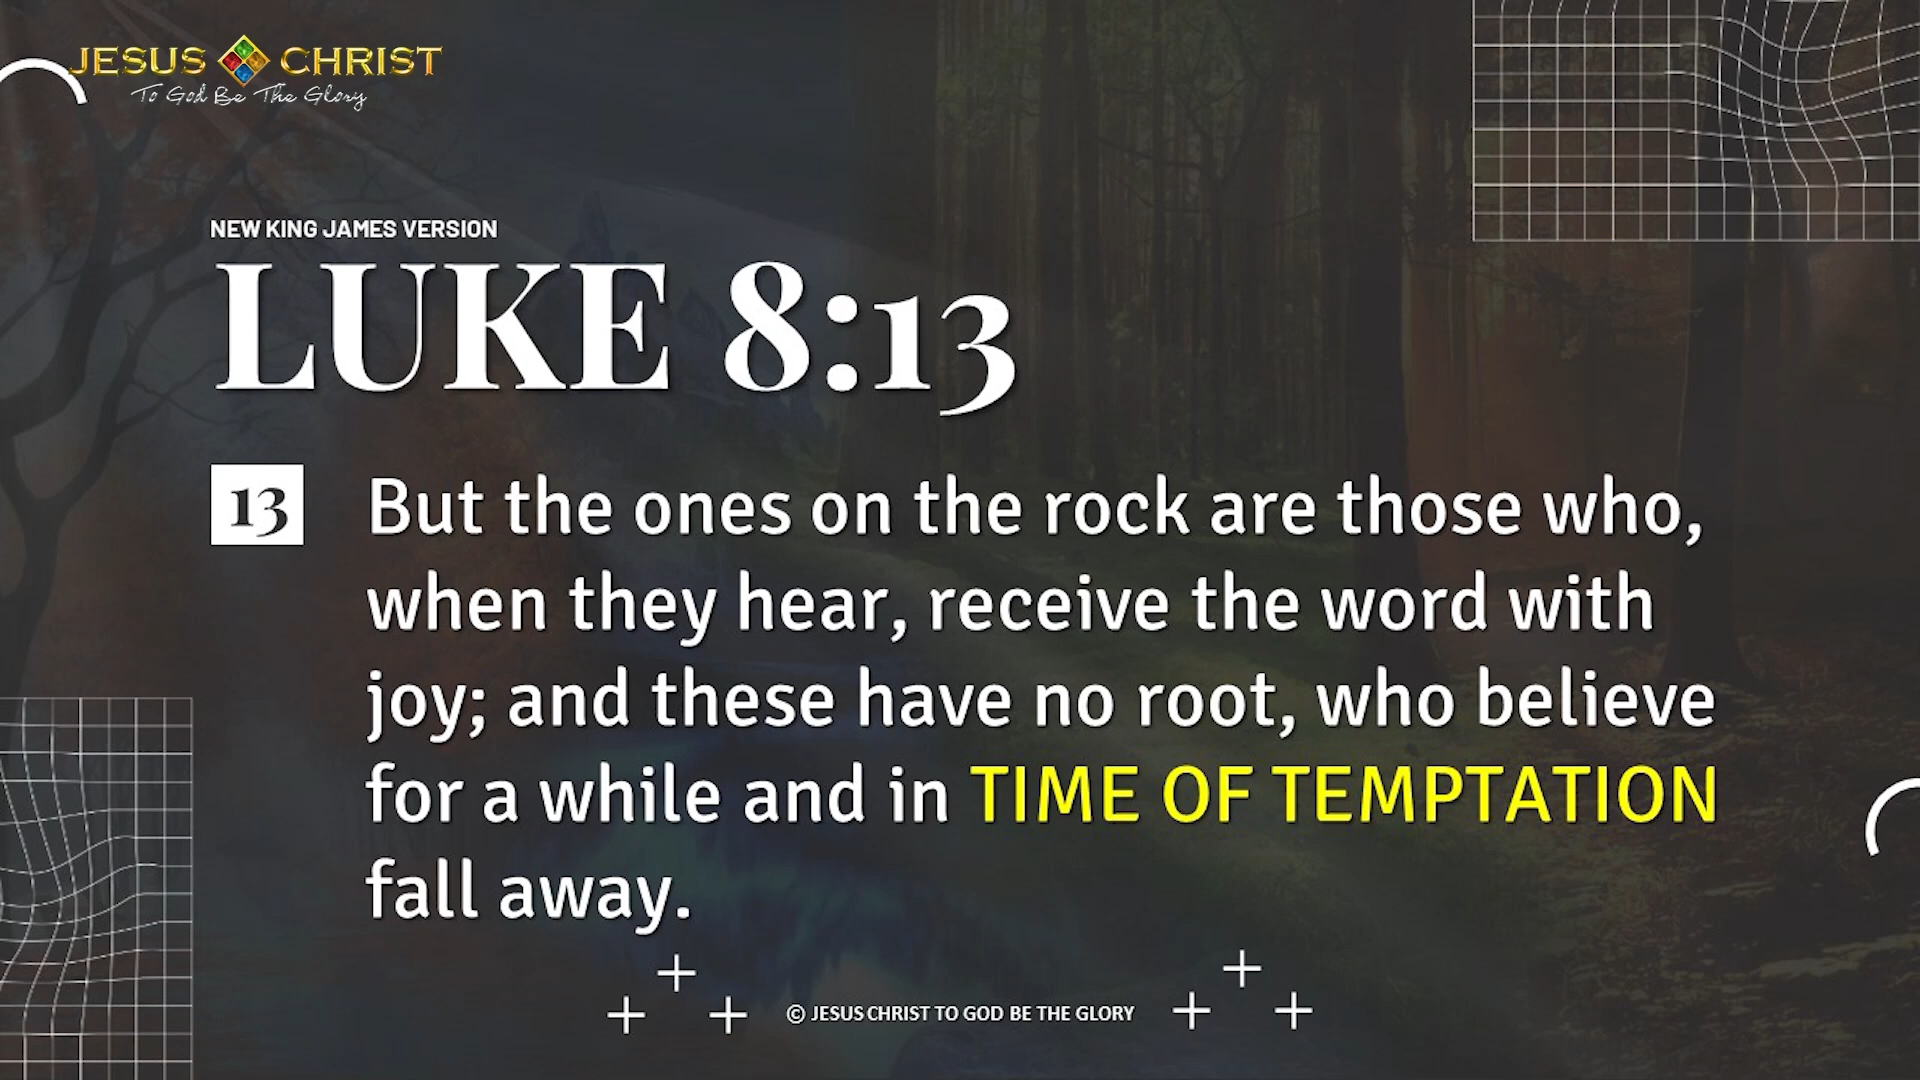 JESUS CHRIST
To God Be The Glory
NEW KING JAMES VERSION
LUKE 8:13
13
But the ones on the rock are those who,
when they hear, receive the word with
joy; and these have no root, who believe
for a while and in TIME OF TEMPTATION
fall away.
© JESUS CHRIST TO GOD BE THE GLORY